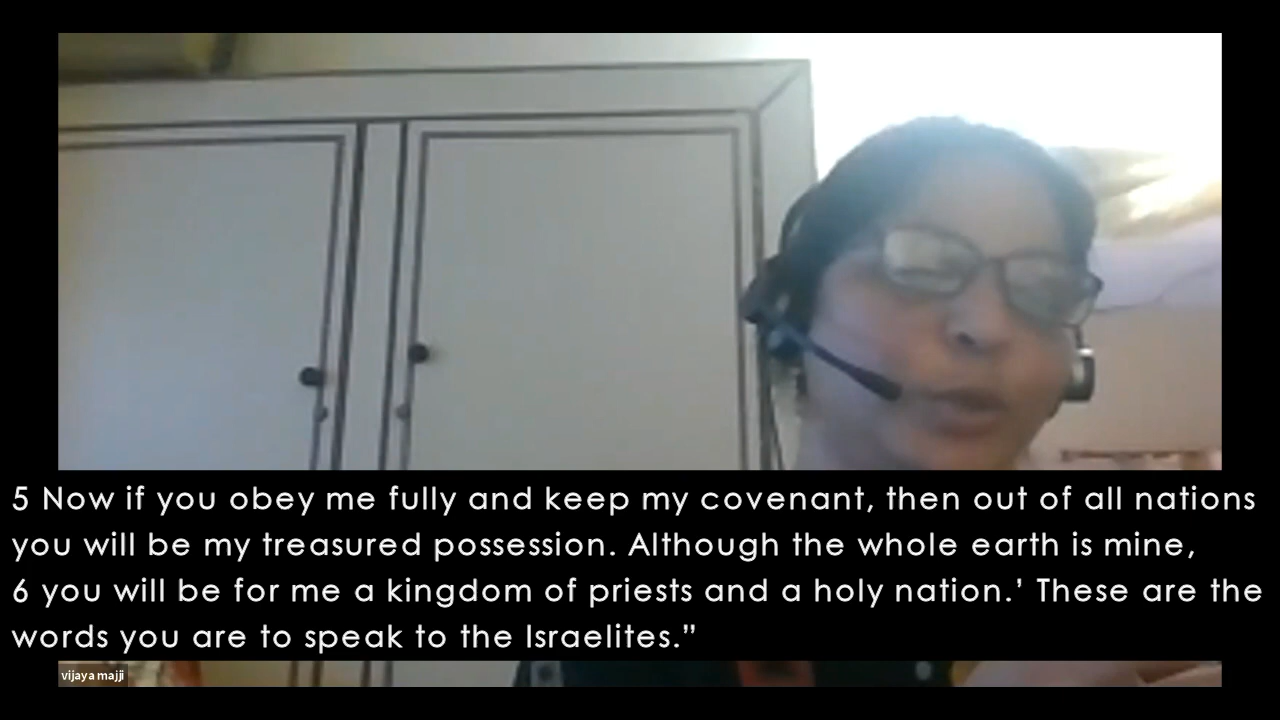 5 Now if you obey me fully and keep my covenant, then out of all nations
you will be my treasured possession. Although the whole earth is mine,
6 you will be for me a kingdom of priests and a holy nation.’ These are the
words you are to speak to the Israelites.”
vijaya majji